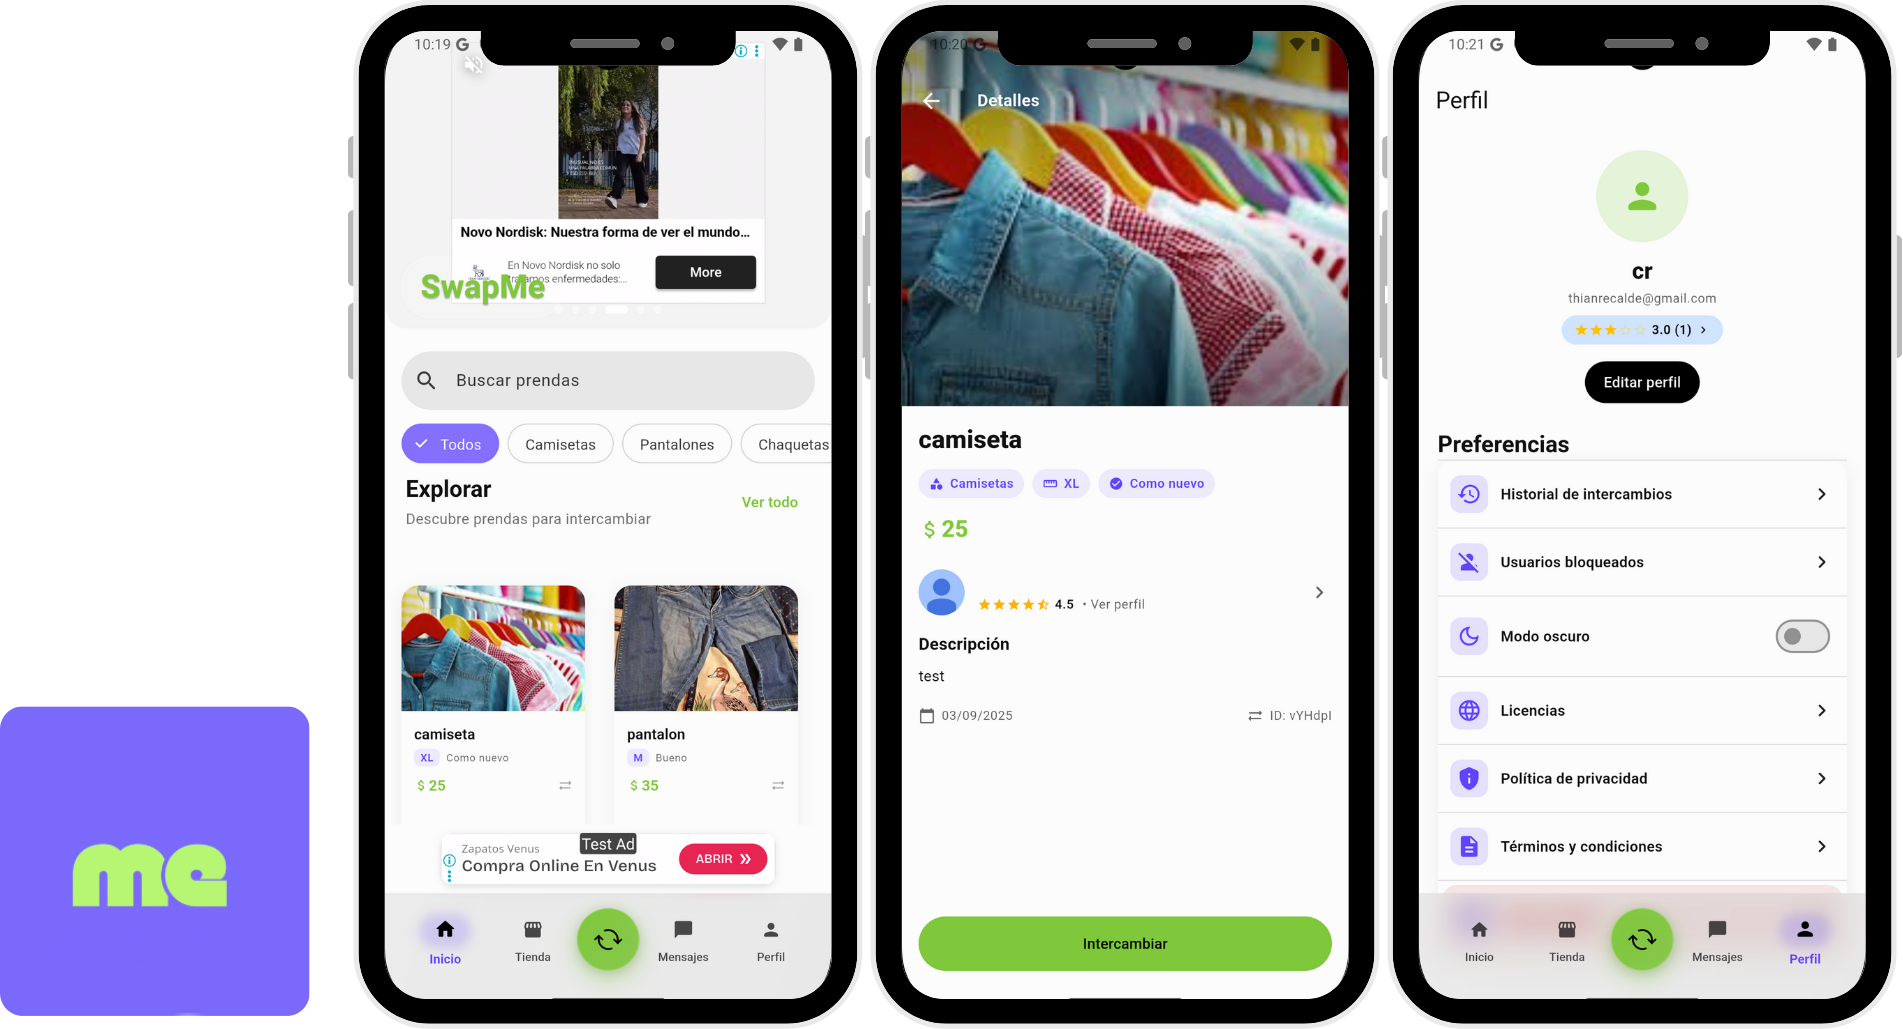 me
10:19 G
Novo Nordisk: Nuestra forma de ver el mundo...
En Novo Nordisk no solo
tratamos enfermedades:...
More
SwapMe
Buscar prendas
Todos
Camisetas
Pantalones
Chaquetas
Explorar
Ver todo
Descubre prendas para intercambiar
camiseta
XL Como nuevo
$ 25
pantalon
M Bueno
$ 35
Test Ad
Zapatos Venus
Compra Online En Venus
ABRIR
Inicio
Tienda
Mensajes
Perfil
10:20 G
Detalles
camiseta
Camisetas
XL
Como nuevo
$ 25
4.5 • Ver perfil
Descripción
test
03/09/2025
ID: vYHdpI
Intercambiar
10:21 G
Perfil
cr
thianrecalde@gmail.com
3.0 (1)
Editar perfil
Preferencias
Historial de intercambios
Usuarios bloqueados
Modo oscuro
Licencias
Política de privacidad
Términos y condiciones
Inicio
Tienda
Mensajes
Perfil